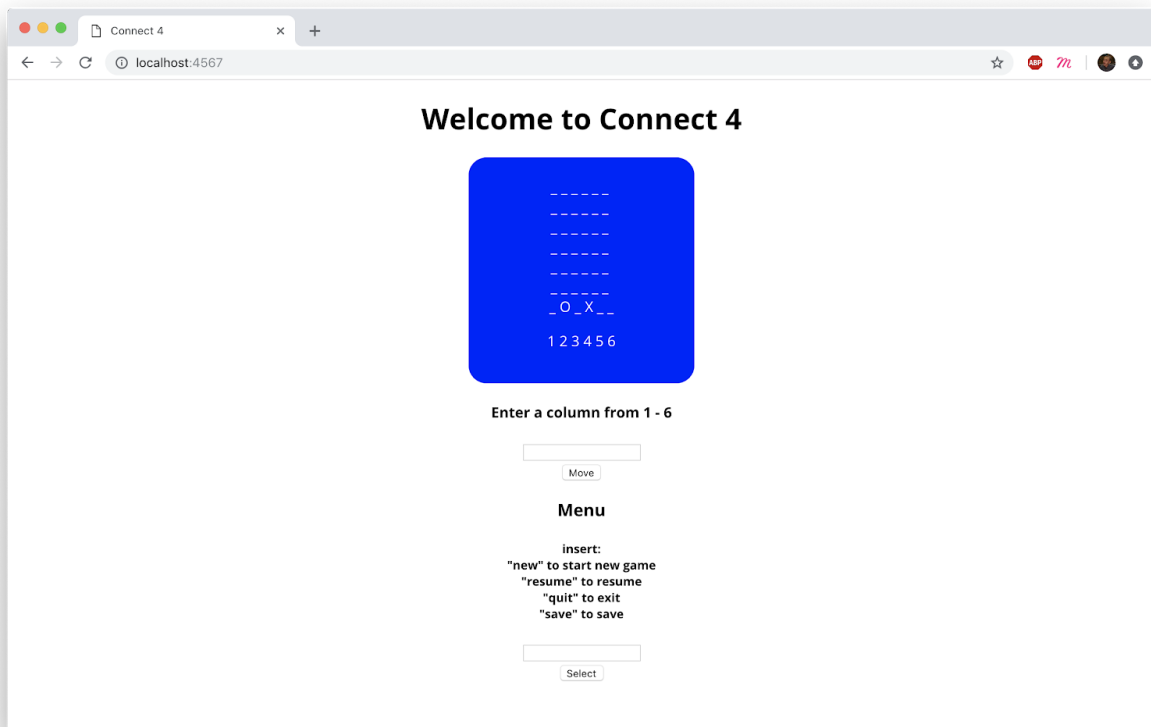 Connect 4
localhost:4567
ABP
m
Welcome to Connect 4
_ _ _ _ _ _
_ _ _ _ _ _
_ _ _ _ _ _
_ _ _ _ _ _
_ _ _ _ _ _
_ _ _ _ _ _
_ O _ X _ _
1 2 3 4 5 6
Enter a column from 1 - 6
Move
Menu
insert:
"new" to start new game
"resume" to resume
"quit" to exit
"save" to save
Select